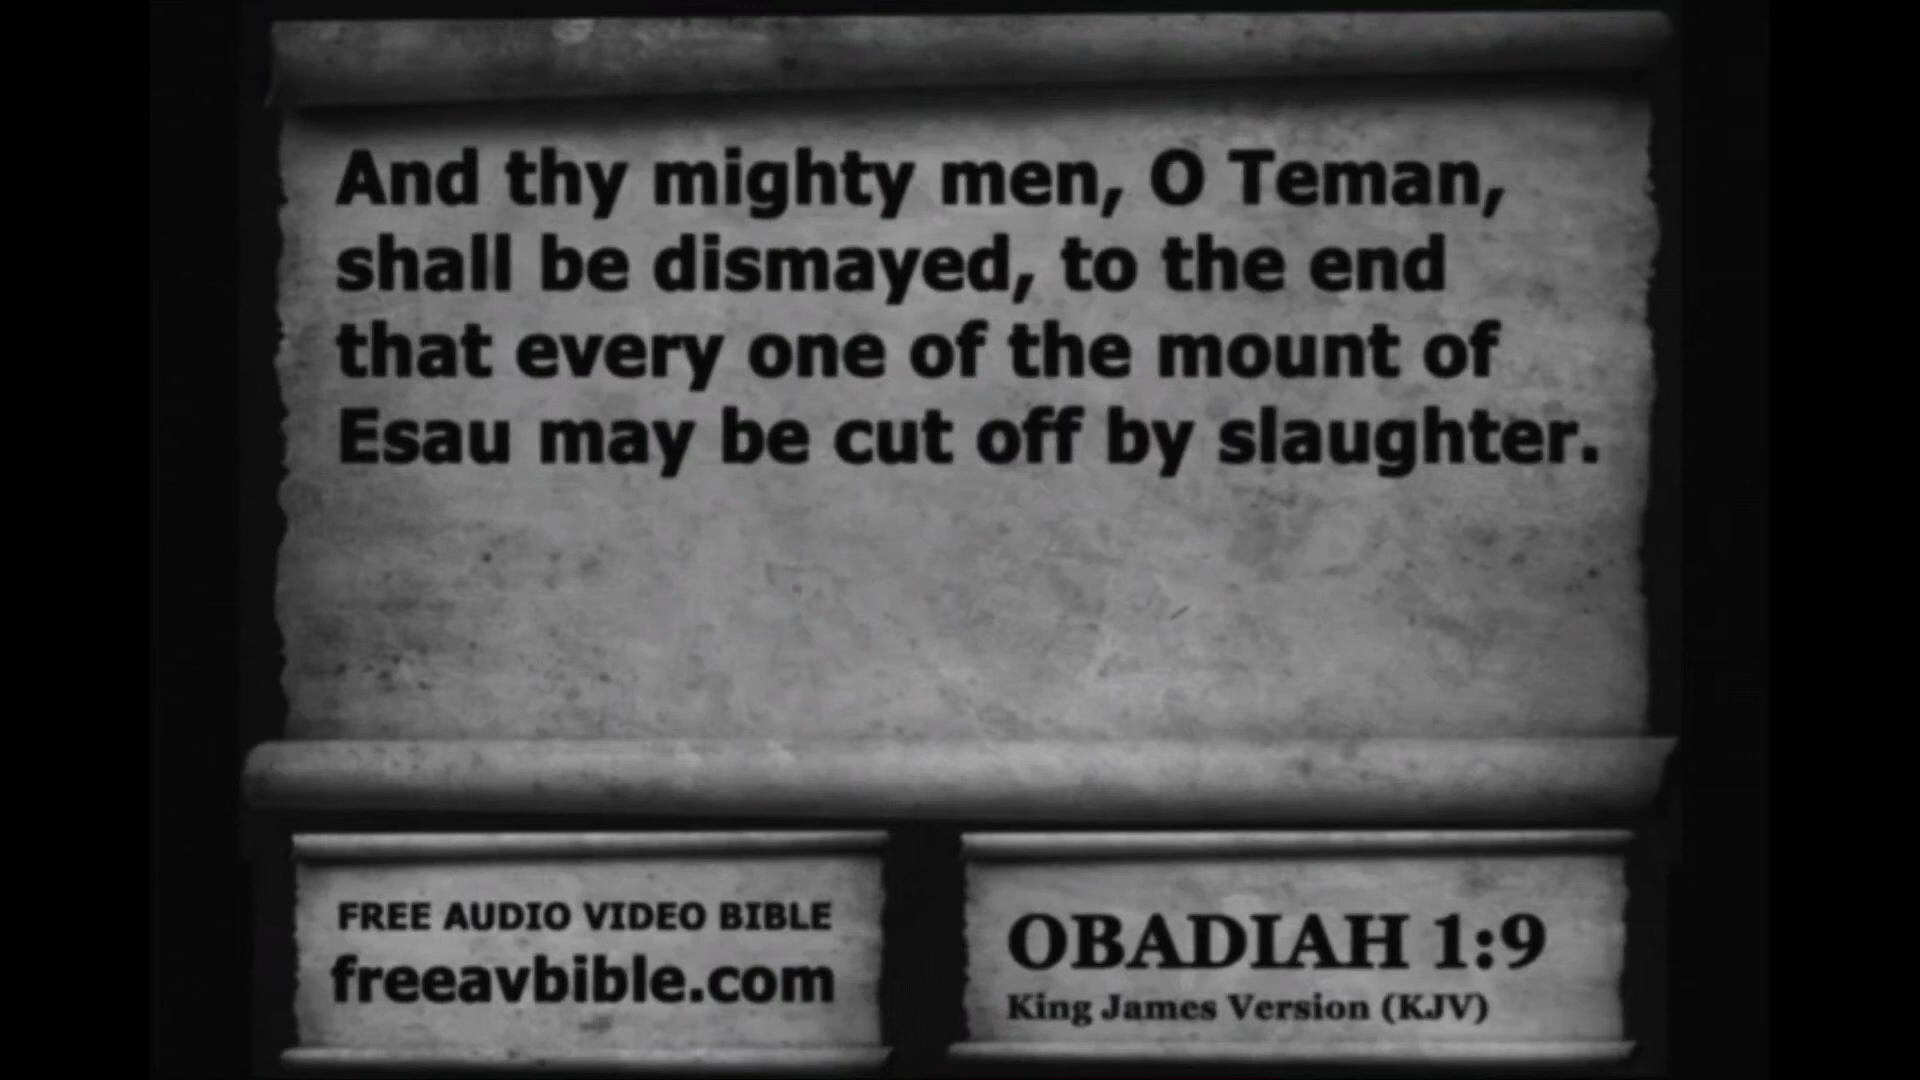 And thy mighty men, O Teman,
shall be dismayed, to the end
that every one of the mount of
Esau may be cut off by slaughter.
FREE AUDIO VIDEO BIBLE
freeavbible.com
OBADIAH 1:9
King James Version (KJV)